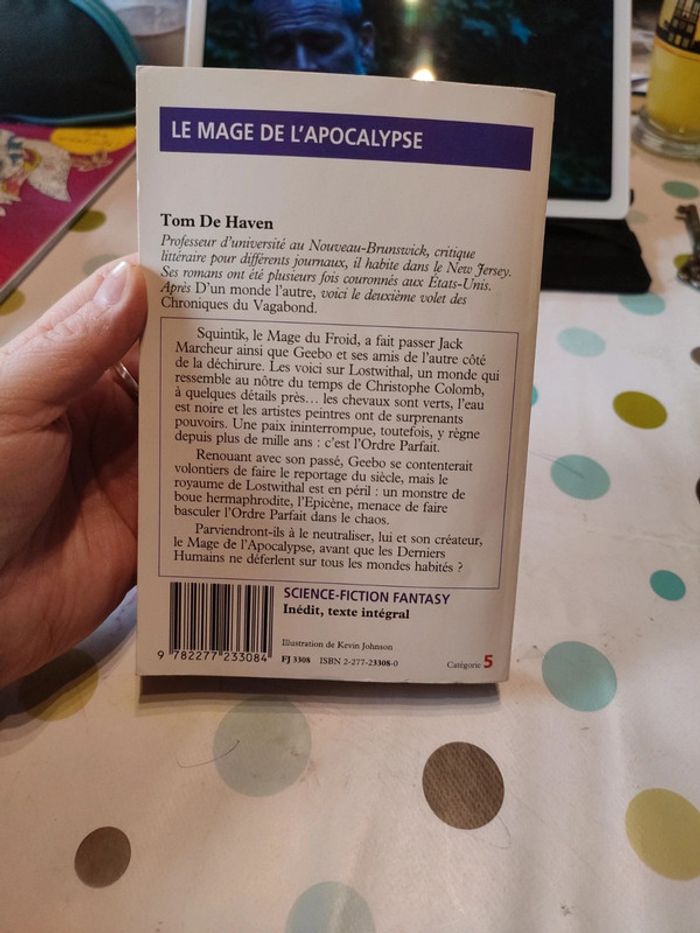 LE MAGE DE L'APOCALYPSE
Tom De Haven
Professeur d'université au Nouveau-Brunswick, critique
littéraire pour différents journaux, il habite dans le New Jersey.
Ses romans ont été plusieurs fois couronnés aux États-Unis.
Après D'un monde l'autre, voici le deuxième volet des
Chroniques du Vagabond.
Squintik, le Mage du Froid, a fait passer Jack
Marcheur ainsi que Geebo et ses amis de l'autre côté
de la déchirure. Les voici sur Lostwithal, un monde qui
ressemble au nôtre du temps de Christophe Colomb,
à quelques détails près... les chevaux sont verts, l'eau
est noire et les artistes peintres ont de surprenants
pouvoirs. Une paix ininterrompue, toutefois, y règne
depuis plus de mille ans : c'est l'Ordre Parfait.
Renouant avec son passé, Geebo se contenterait
volontiers de faire le reportage du siècle, mais le
royaume de Lostwithal est en péril : un monstre de
boue hermaphrodite, l'Epicène, menace de faire
basculer l'Ordre Parfait dans le chaos.
Parviendront-ils à le neutraliser, lui et son créateur,
le Mage de l'Apocalypse, avant que les Derniers
Humains ne déferlent sur tous les mondes habités ?
SCIENCE-FICTION FANTASY
Inédit, texte intégral
Illustration de Kevin Johnson
9 782277 233084
FJ 3308 ISBN 2-277-23308-0
Catégorie 5